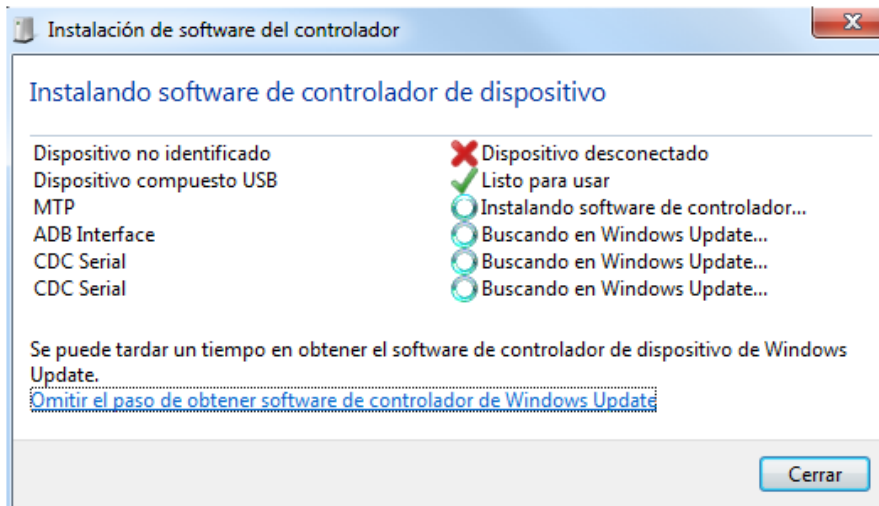 Instalación de software del controlador
Instalando software de controlador de dispositivo
Dispositivo no identificado Dispositivo desconectado
Dispositivo compuesto USB Listo para usar
MTP Instalando software de controlador...
ADB Interface Buscando en Windows Update...
CDC Serial Buscando en Windows Update...
CDC Serial Buscando en Windows Update...
Se puede tardar un tiempo en obtener el software de controlador de dispositivo de Windows
Update.
Omitir el paso de obtener software de controlador de Windows Update
Cerrar